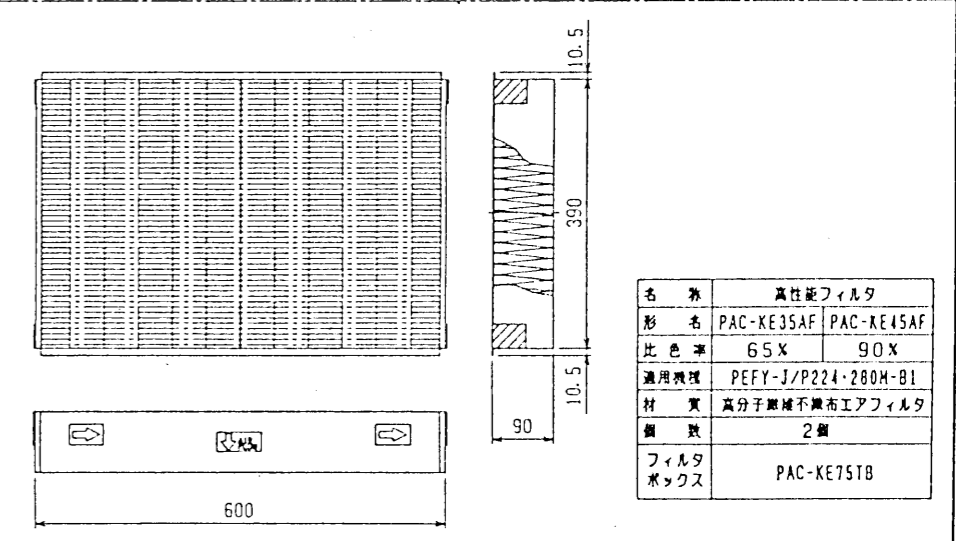 10.5
390
10.5
90
600
名 称 高性能フィルタ
形 名 PAC-KE35AF PAC-KE45AF
比色率 65% 90%
適用機種 PEFY-J/P224・280M-B1
材 質 高分子繊維不織布エアフィルタ
個 数 2個
フィルタ
ボックス PAC-KE75TB